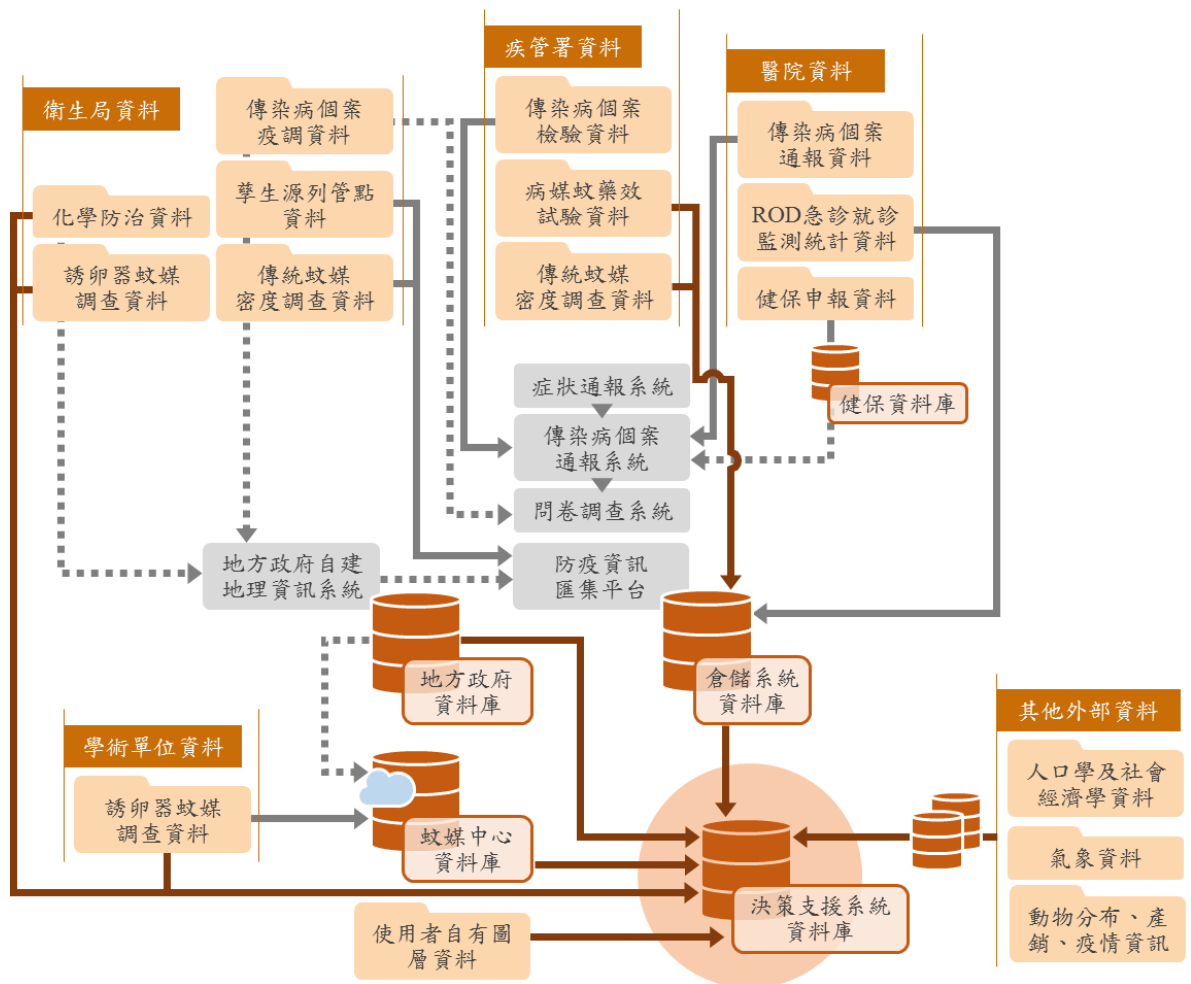 衛生局資料
傳染病個案
疫調資料
孳生源列管點
資料
傳統蚊媒
密度調查資料
化學防治資料
誘卵器蚊媒
調查資料
疾管署資料
傳染病個案
檢驗資料
病媒蚊藥效
試驗資料
傳統蚊媒
密度調查資料
醫院資料
傳染病個案
通報資料
ROD急診就診
監測統計資料
健保申報資料
健保資料庫
症狀通報系統
傳染病個案
通報系統
問卷調查系統
地方政府自建
地理資訊系統
防疫資訊
匯集平台
地方政府
資料庫
倉儲系統
資料庫
學術單位資料
誘卵器蚊媒
調查資料
蚊媒中心
資料庫
使用者自有圖
層資料
決策支援系統
資料庫
其他外部資料
人口學及社會
經濟學資料
氣象資料
動物分布、產
銷、疫情資訊